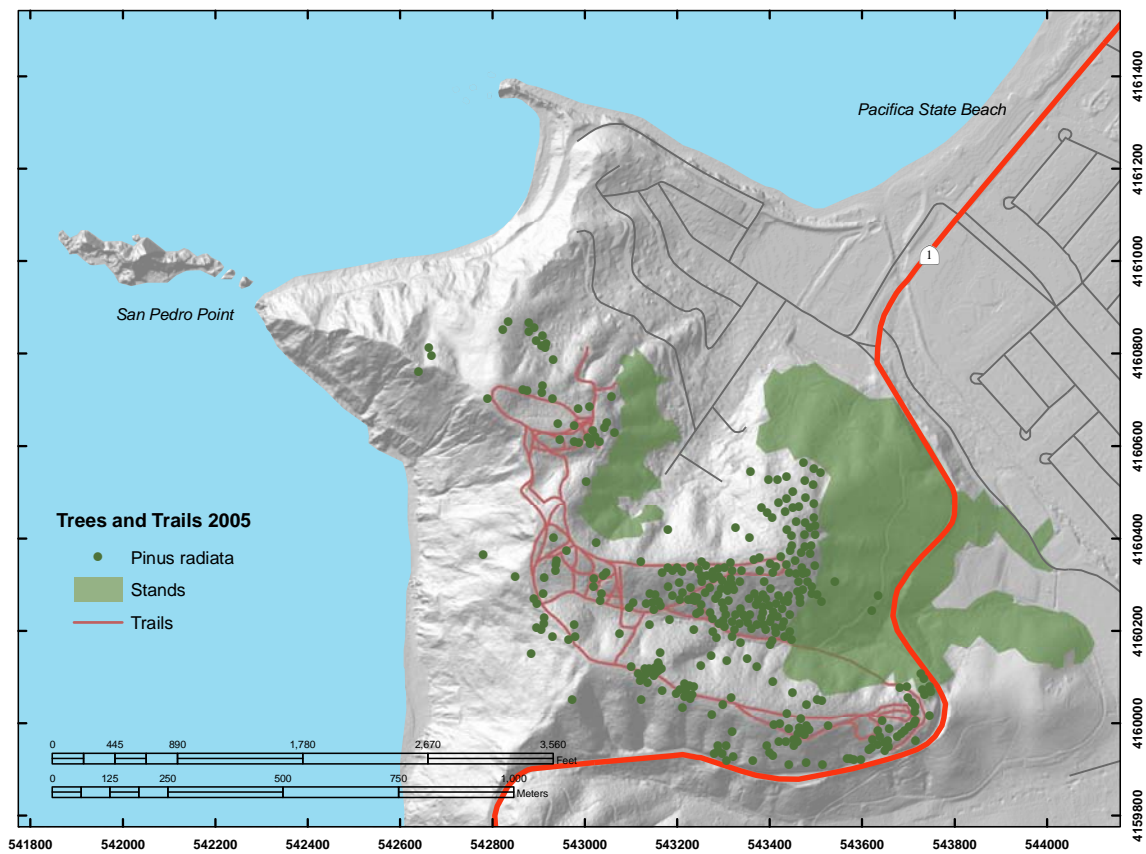 Pacifica State Beach
1
San Pedro Point
Trees and Trails 2005
Pinus radiata
Stands
Trails
0 445 890 1,780 2,670 3,560
Feet
0 125 250 500 750 1,000
Meters
541800 542000 542200 542400 542600 542800 543000 543200 543400 543600 543800 544000
4161400
4161200
4161000
4160800
4160600
4160400
4160200
4160000
4159800